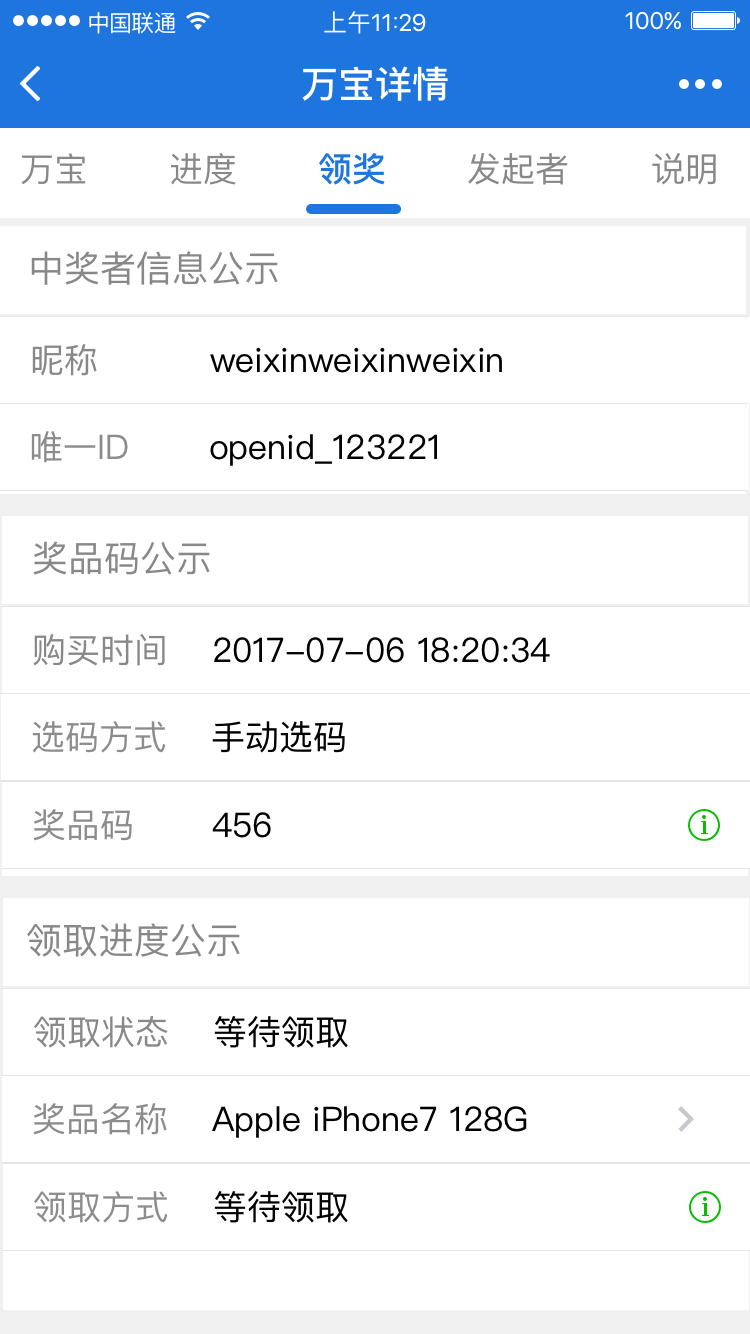 中国联通 上午11:29 100%
万宝详情
万宝 进度 领奖 发起者 说明
中奖者信息公示
昵称 weixinweixinweixin
唯一ID openid_123221
奖品码公示
购买时间 2017-07-06 18:20:34
选码方式 手动选码
奖品码 456
领取进度公示
领取状态 等待领取
奖品名称 Apple iPhone7 128G
领取方式 等待领取